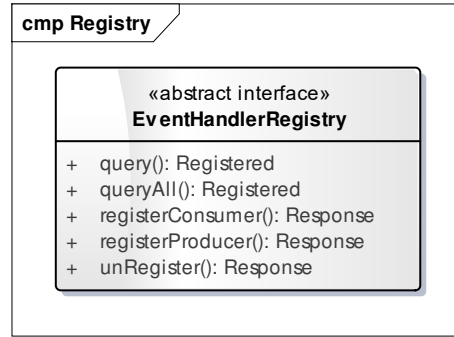 cmp Registry
«abstract interface»
EventHandlerRegistry
+ query(): Registered
+ queryAll(): Registered
+ registerConsumer(): Response
+ registerProducer(): Response
+ unRegister(): Response